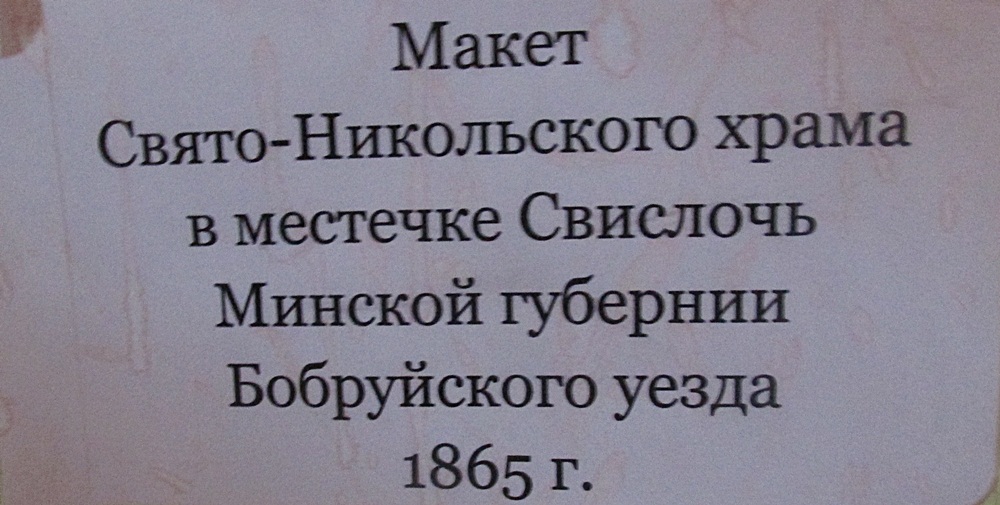 Макет
Свято-Никольского храма
в местечке Свислочь
Минской губернии
Бобруйского уезда
1865 г.